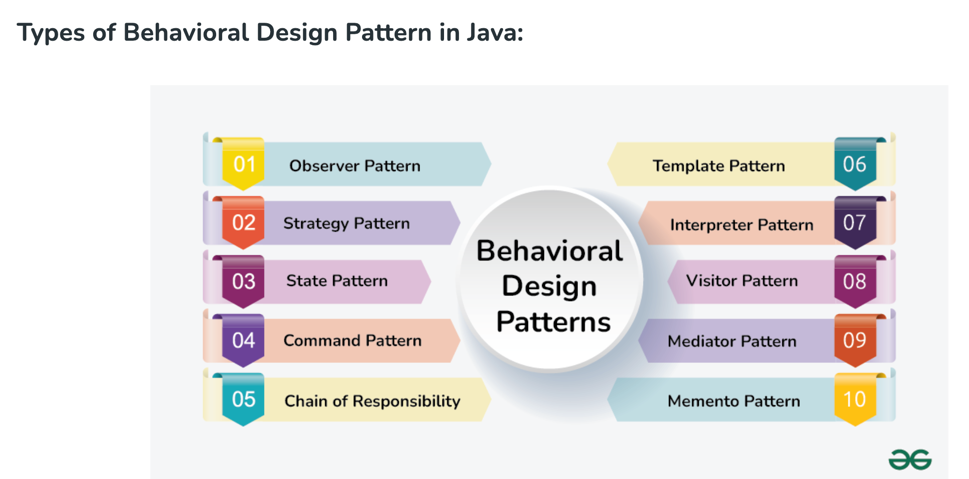 Types of Behavioral Design Pattern in Java:
01 Observer Pattern
02 Strategy Pattern
03 State Pattern
04 Command Pattern
05 Chain of Responsibility
Behavioral
Design
Patterns
Template Pattern 06
Interpreter Pattern 07
Visitor Pattern 08
Mediator Pattern 09
Memento Pattern 10